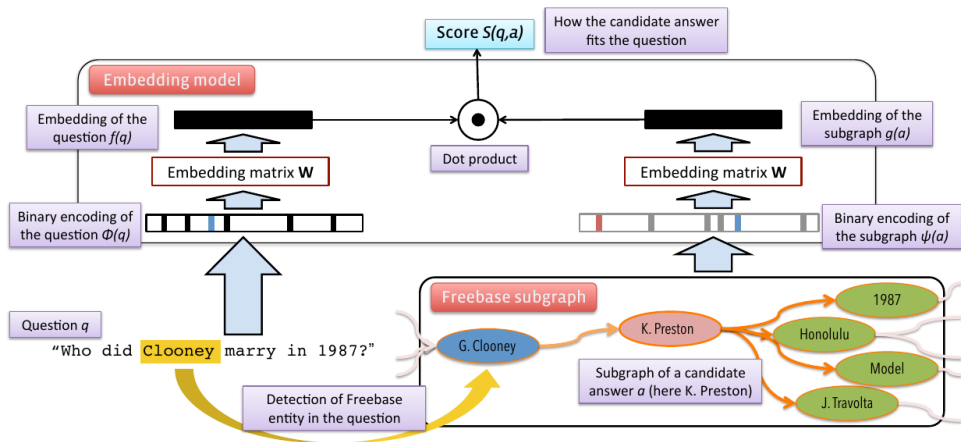 Score S(q,a)
How the candidate answer
fits the question
Embedding model
Embedding of the
question f(q)
Embedding of the
subgraph g(a)
Dot product
Embedding matrix W
Embedding matrix W
Binary encoding of
the question Φ(q)
Binary encoding of
the subgraph ψ(a)
Freebase subgraph
Question q
“Who did Clooney marry in 1987?”
G. Clooney
K. Preston
1987
Honolulu
Model
J. Travolta
Detection of Freebase
entity in the question
Subgraph of a candidate
answer a (here K. Preston)